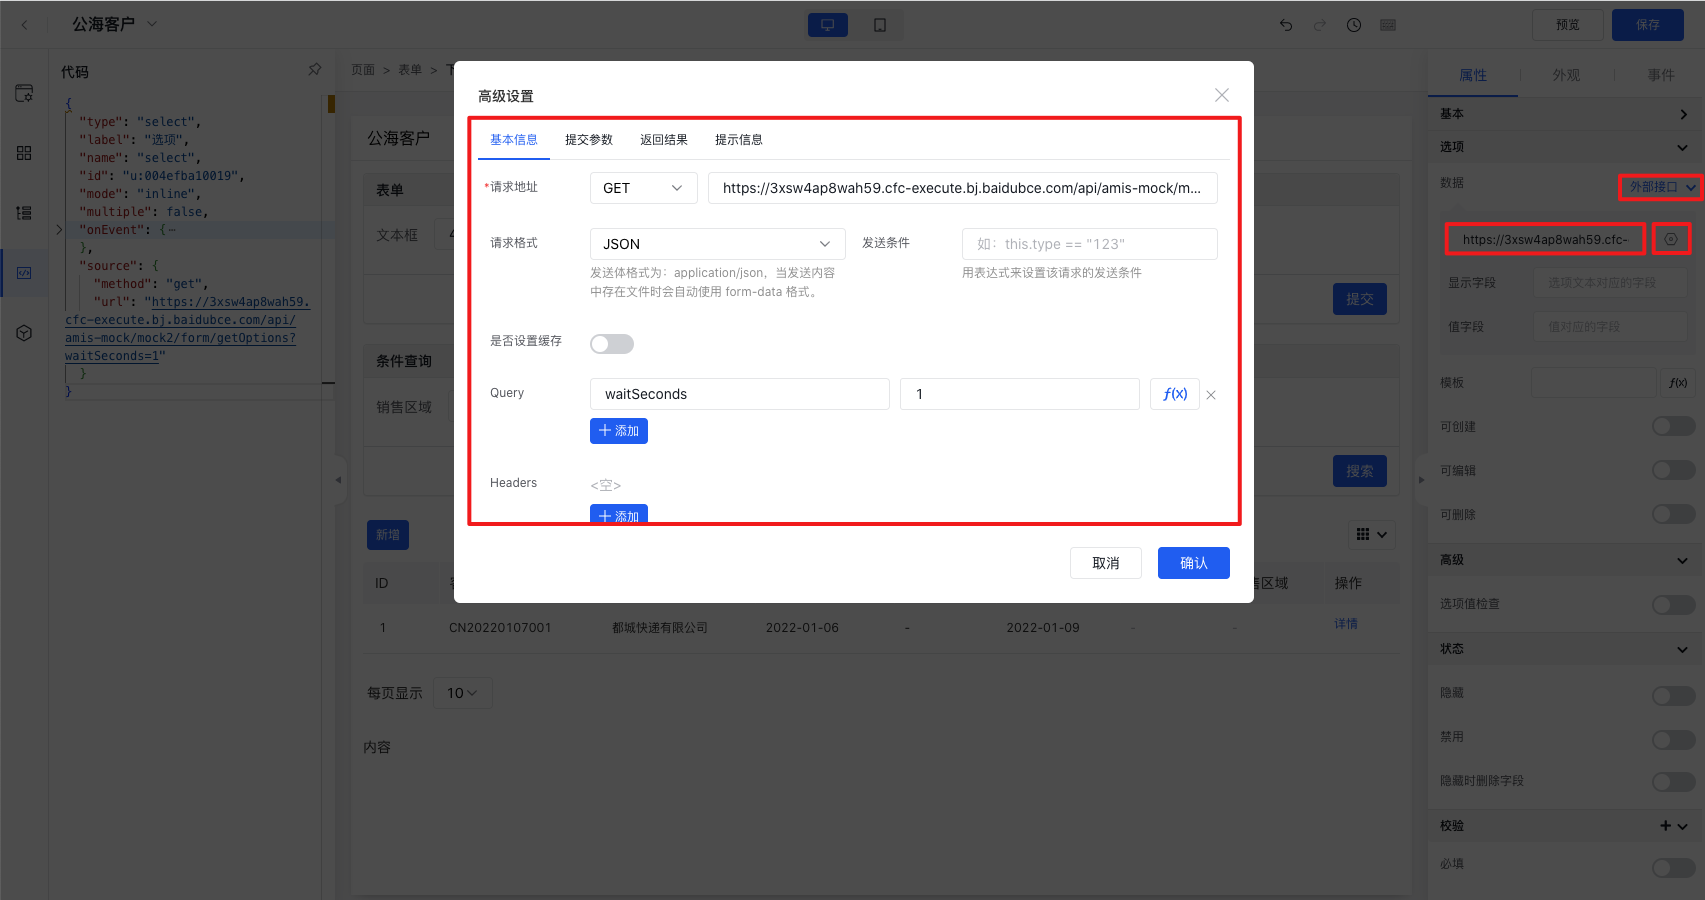 公海客户
预览
保存
代码
{
"type": "select",
"label": "选项",
"name": "select",
"id": "u:004efba10019",
"mode": "inline",
"multiple": false,
"onEvent": {
},
"source": {
"method": "get",
"url": "https://3xsw4ap8wah59.
cfc-execute.bj.baidubce.com/api/
amis-mock/mock2/form/getOptions?
waitSeconds=1"
}
}
页面 > 表单 >
公海客户
表单
文本框
提交
条件查询
销售区域
搜索
新增
ID
区域
操作
1
CN20220107001
都城快递有限公司
2022-01-06
-
2022-01-09
-
-
详情
每页显示
10
内容
高级设置
基本信息
提交参数
返回结果
提示信息
*请求地址
GET
https://3xsw4ap8wah59.cfc-execute.bj.baidubce.com/api/amis-mock/m...
请求格式
JSON
发送条件
如：this.type == "123"
发送体格式为：application/json，当发送内容
中存在文件时会自动使用 form-data 格式。
用表达式来设置该请求的发送条件
是否设置缓存
Query
waitSeconds
1
f(x)
添加
Headers
<空>
添加
取消
确认
属性
外观
事件
基本
选项
数据
外部接口
https://3xsw4ap8wah59.cfc-
显示字段
选项文本对应的字段
值字段
值对应的字段
模板
f(x)
可创建
可编辑
可删除
高级
选项值检查
状态
隐藏
禁用
隐藏时删除字段
校验
必填